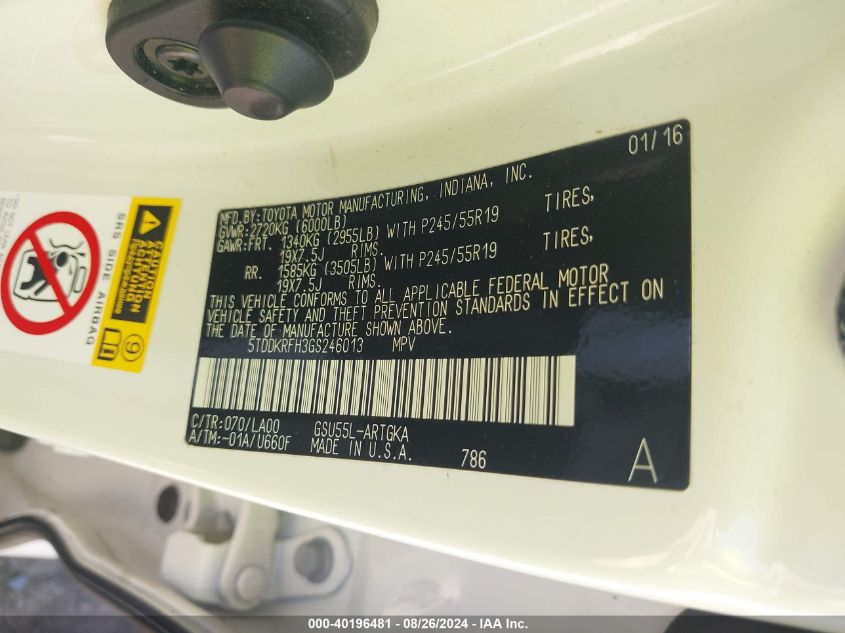 01/16
MFD.BY:TOYOTA MOTOR MANUFACTURING, INDIANA, INC.
GVWR:2720KG (6000LB)
GAWR:FRT. 1340KG (2955LB) WITH P245/55R19 TIRES,
19X7.5J RIMS.
RR. 1585KG (3505LB) WITH P245/55R19 TIRES,
19X7.5J RIMS.
THIS VEHICLE CONFORMS TO ALL APPLICABLE FEDERAL MOTOR
VEHICLE SAFETY AND THEFT PREVENTION STANDARDS IN EFFECT ON
THE DATE OF MANUFACTURE SHOWN ABOVE.
5TDDKRFH3GS246013 MPV
C/TR:070/LA00 GSU55L-ARTGKA
A/TM:-01A/U660F MADE IN U.S.A.
786
A
SRS SIDE AIRBAG
CAUTION
ATTENTION
000-40196481 - 08/26/2024 - IAA Inc.